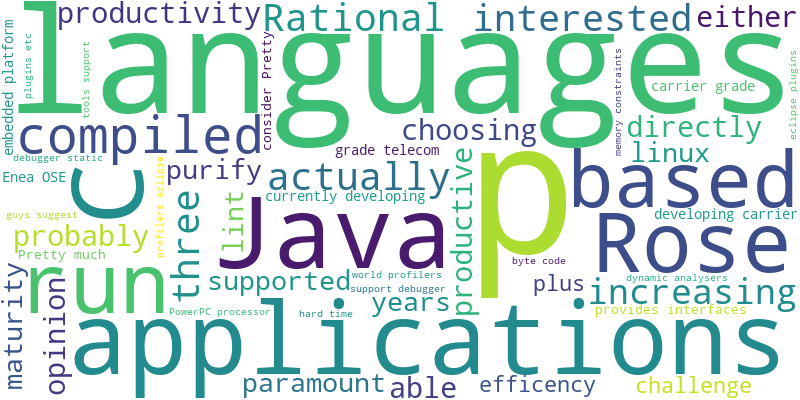 productivity
Rational
interested
either
languages
embedded platform
plugins etc
tools support
consider Pretty
memory constraints
carrier grade
eclipse plugins
compiled
choosing
directly
grade telecom
linux
debugger static
purify
actually
based
Enea OSE
c
p
profilers eclipse
currently developing
productive
three
lint
Java
Rose
developing carrier
guys suggest
probably
Pretty much
byte code
run
supported
world profilers
support debugger
plus
dynamic analysers
increasing
maturity
opinion
years
PowerPC processor
hard time
provides interfaces
applications
paramount
able
efficency
challenge